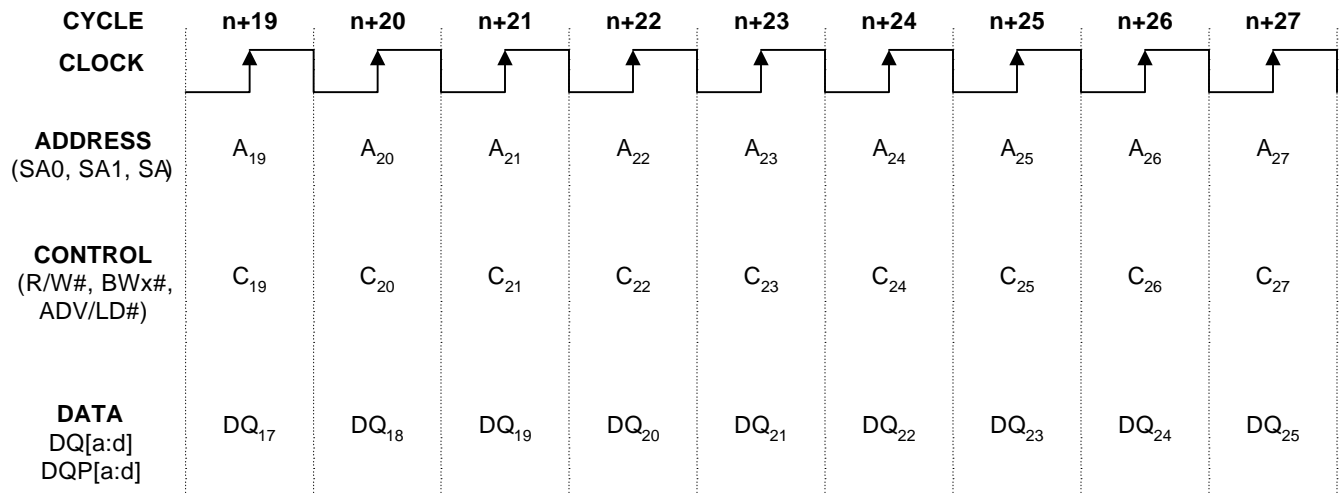 CYCLE n+19 n+20 n+21 n+22 n+23 n+24 n+25 n+26 n+27
CLOCK
ADDRESS
(SA0, SA1, SA)
A19 A20 A21 A22 A23 A24 A25 A26 A27
CONTROL
(R/W#, BWx#,
ADV/LD#)
C19 C20 C21 C22 C23 C24 C25 C26 C27
DATA
DQ[a:d]
DQP[a:d]
DQ17 DQ18 DQ19 DQ20 DQ21 DQ22 DQ23 DQ24 DQ25